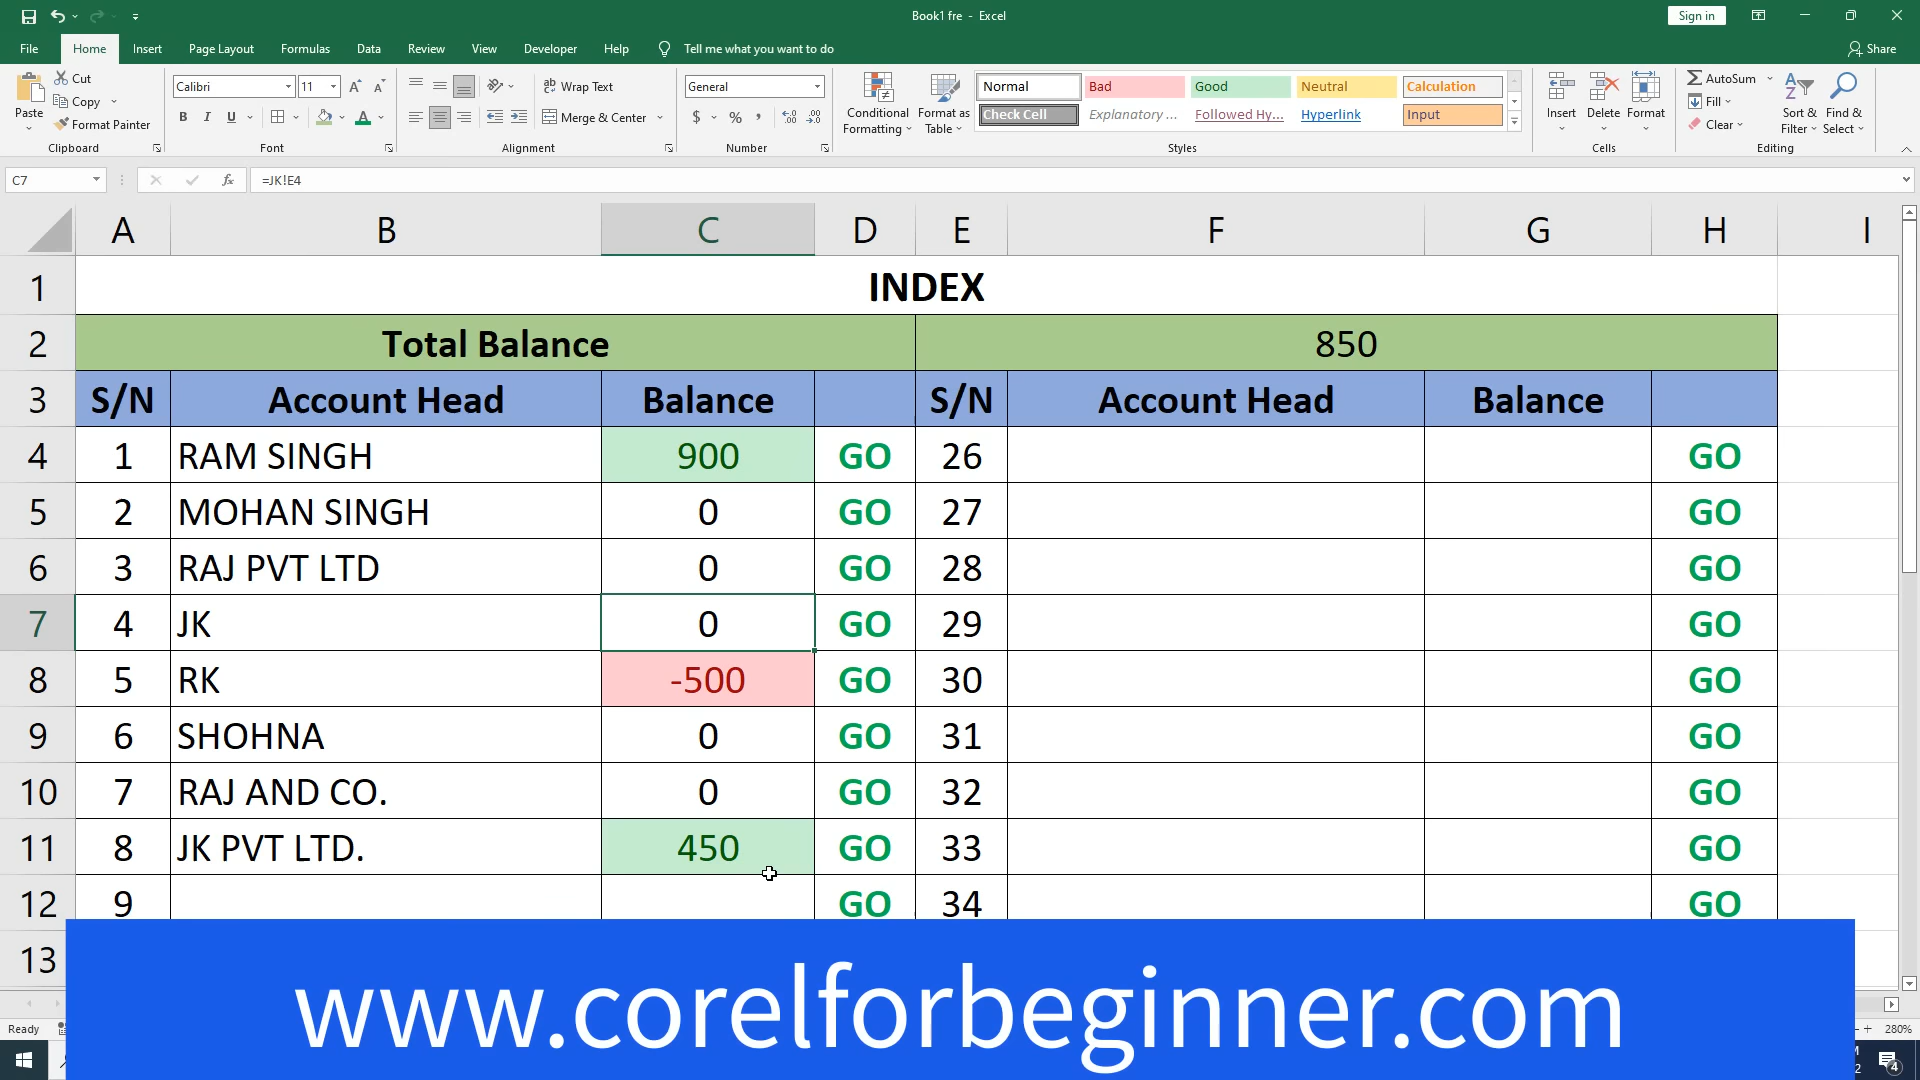 Book1 fre - Excel
Sign in
File Home Insert Page Layout Formulas Data Review View Developer Help Tell me what you want to do Share
Paste Cut Copy Format Painter Clipboard
Calibri 11 B I U Font
Wrap Text Merge & Center Alignment
General $ % Number
Conditional Formatting Format as Table
Normal Bad Good Neutral Calculation
Check Cell Explanatory ... Followed Hy... Hyperlink Input
Styles
Insert Delete Format Cells
AutoSum Fill Clear Sort & Filter Find & Select Editing
C7 fx =JK!E4
A B C D E F G H I
1 INDEX
2 Total Balance 850
3 S/N Account Head Balance S/N Account Head Balance
4 1 RAM SINGH 900 GO 26 GO
5 2 MOHAN SINGH 0 GO 27 GO
6 3 RAJ PVT LTD 0 GO 28 GO
7 4 JK 0 GO 29 GO
8 5 RK -500 GO 30 GO
9 6 SHOHNA 0 GO 31 GO
10 7 RAJ AND CO. 0 GO 32 GO
11 8 JK PVT LTD. 450 GO 33 GO
12 9 GO 34 GO
13
www.corelforbeginner.com
Ready 280%
4